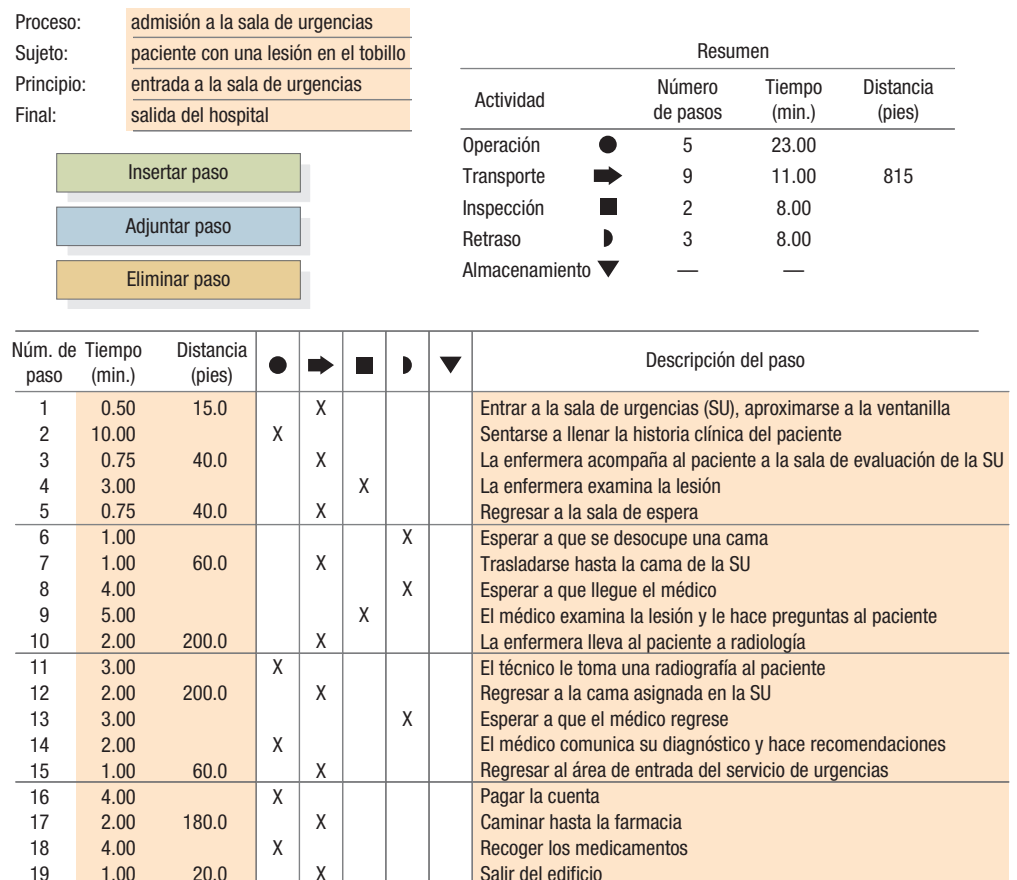 Proceso: admisión a la sala de urgencias
Sujeto: paciente con una lesión en el tobillo
Principio: entrada a la sala de urgencias
Final: salida del hospital
Insertar paso
Adjuntar paso
Eliminar paso
Resumen
Actividad Número de pasos Tiempo (min.) Distancia (pies)
Operación 5 23.00
Transporte 9 11.00 815
Inspección 2 8.00
Retraso 3 8.00
Almacenamiento — —
Núm. de paso Tiempo (min.) Distancia (pies) Descripción del paso
1 0.50 15.0 X Entrar a la sala de urgencias (SU), aproximarse a la ventanilla
2 10.00 X Sentarse a llenar la historia clínica del paciente
3 0.75 40.0 X La enfermera acompaña al paciente a la sala de evaluación de la SU
4 3.00 X La enfermera examina la lesión
5 0.75 40.0 X Regresar a la sala de espera
6 1.00 X Esperar a que se desocupe una cama
7 1.00 60.0 X Trasladarse hasta la cama de la SU
8 4.00 X Esperar a que llegue el médico
9 5.00 X El médico examina la lesión y le hace preguntas al paciente
10 2.00 200.0 X La enfermera lleva al paciente a radiología
11 3.00 X El técnico le toma una radiografía al paciente
12 2.00 200.0 X Regresar a la cama asignada en la SU
13 3.00 X Esperar a que el médico regrese
14 2.00 X El médico comunica su diagnóstico y hace recomendaciones
15 1.00 60.0 X Regresar al área de entrada del servicio de urgencias
16 4.00 X Pagar la cuenta
17 2.00 180.0 X Caminar hasta la farmacia
18 4.00 X Recoger los medicamentos
19 1.00 20.0 X Salir del edificio